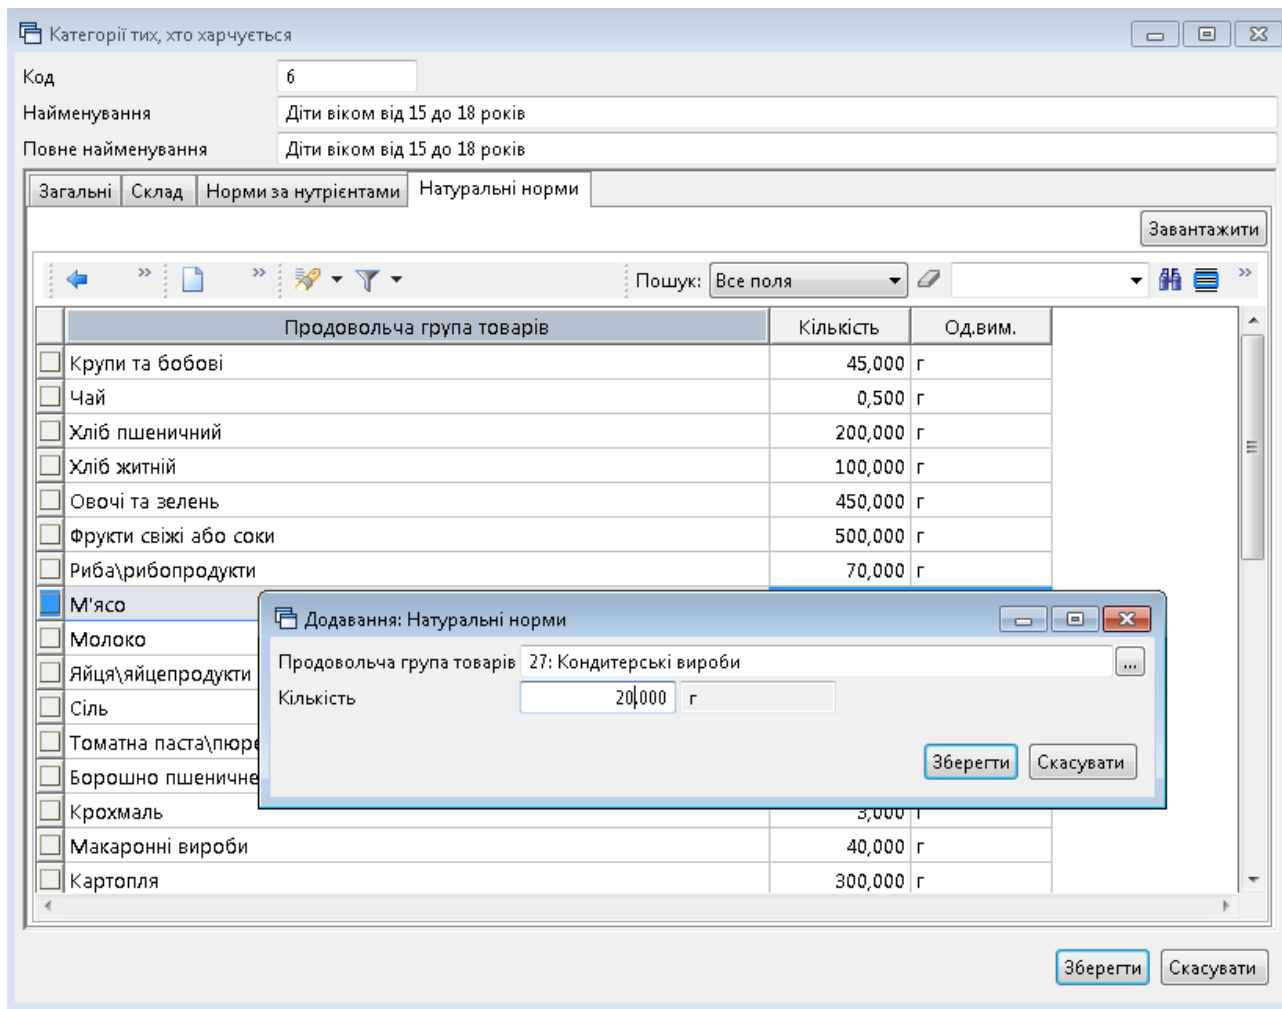 Категорії тих, хто харчується
Код 6
Найменування Діти віком від 15 до 18 років
Повне найменування Діти віком від 15 до 18 років
Загальні Склад Норми за нутрієнтами Натуральні норми
Завантажити
Пошук: Все поля
Продовольча група товарів Кількість Од.вим.
Крупи та бобові 45,000 г
Чай 0,500 г
Хліб пшеничний 200,000 г
Хліб житній 100,000 г
Овочі та зелень 450,000 г
Фрукти свіжі або соки 500,000 г
Риба\рибопродукти 70,000 г
М'ясо
Молоко
Яйця\яйцепродукти
Сіль
Томатна паста\пюре
Борошно пшеничне
Крохмаль 3,000 г
Макаронні вироби 40,000 г
Картопля 300,000 г
Додавання: Натуральні норми
Продовольча група товарів 27: Кондитерські вироби ...
Кількість 20,000 г
Зберегти Скасувати
Зберегти Скасувати